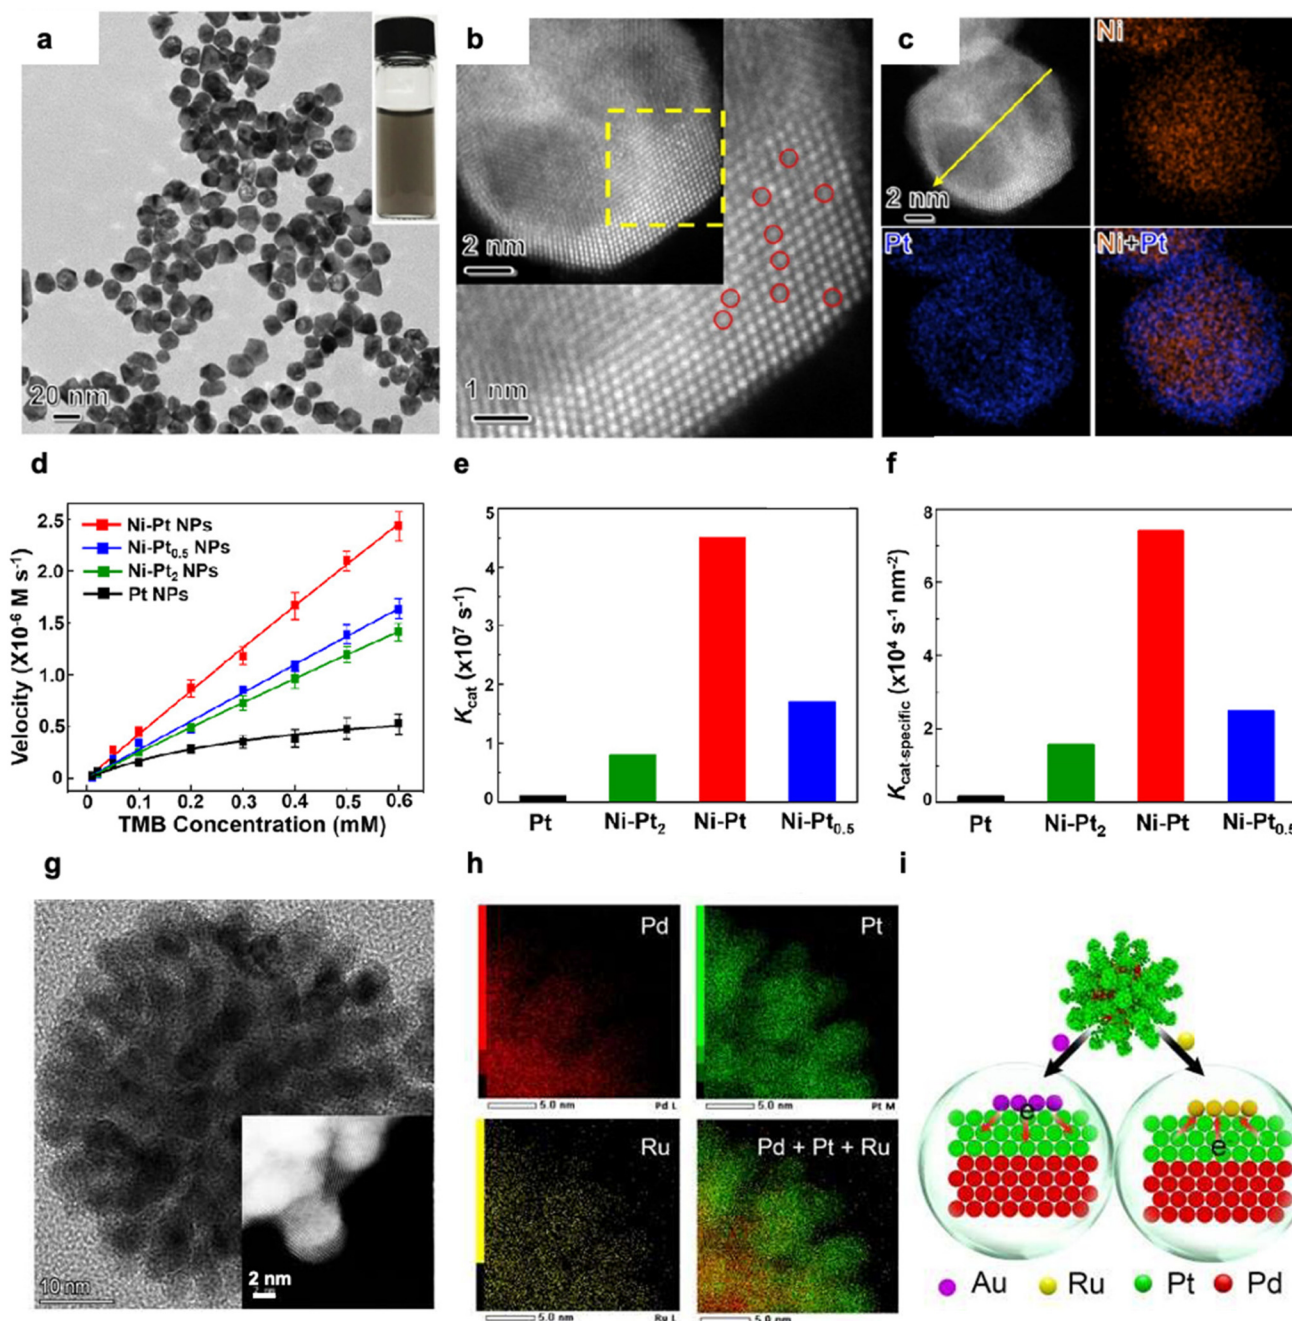 a
20 nm
b
2 nm
1 nm
c
Ni
2 nm
Pt
Ni+Pt
d
Velocity (X10⁻⁶ M s⁻¹)
2.5
2.0
1.5
1.0
0.5
0
Ni-Pt NPs
Ni-Pt₀.₅ NPs
Ni-Pt₂ NPs
Pt NPs
0 0.1 0.2 0.3 0.4 0.5 0.6
TMB Concentration (mM)
e
K_cat (x10⁷ s⁻¹)
5
4
2
1
0
Pt Ni-Pt₂ Ni-Pt Ni-Pt₀.₅
f
K_cat-specific (x10⁴ s⁻¹ nm⁻²)
8
6
4
2
0
Pt Ni-Pt₂ Ni-Pt Ni-Pt₀.₅
g
10 nm
2 nm
h
Pd
5.0 nm Pd L
Pt
5.0 nm Pt M
Ru
5.0 nm Ru L
Pd + Pt + Ru
5.0 nm
i
e
e
Au Ru Pt Pd